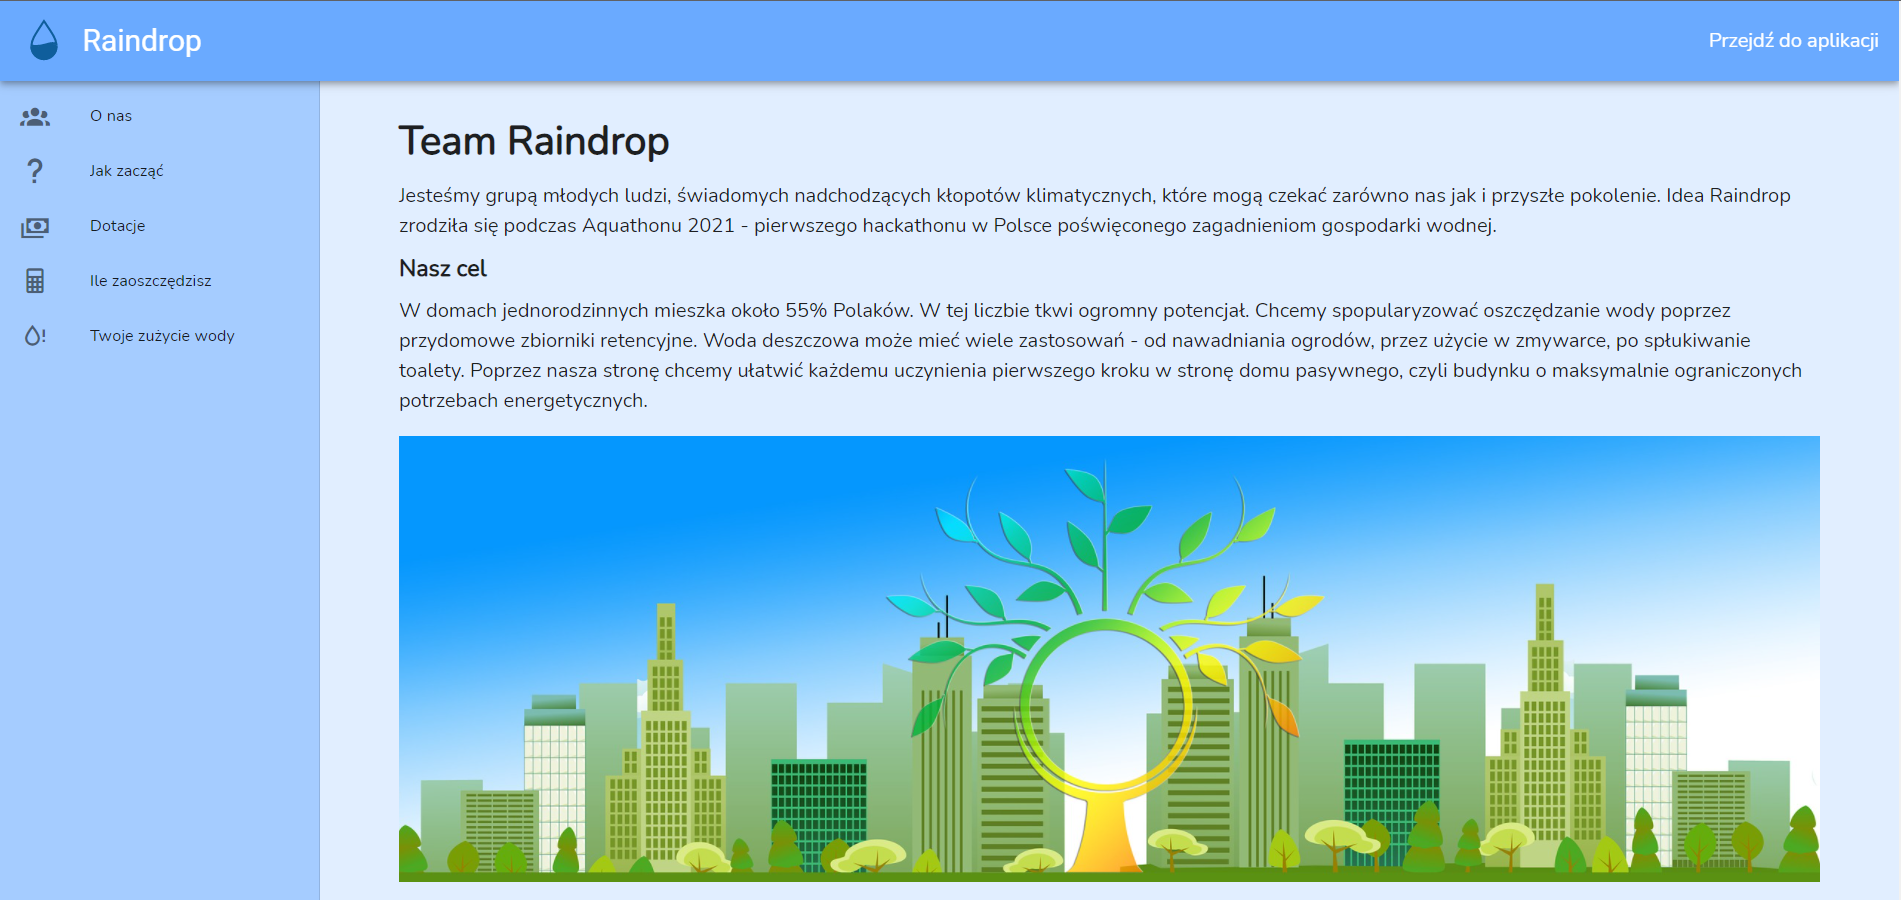 Raindrop
Przejdź do aplikacji
O nas
Jak zacząć
Dotacje
Ile zaoszczędzisz
Twoje zużycie wody
Team Raindrop
Jesteśmy grupą młodych ludzi, świadomych nadchodzących kłopotów klimatycznych, które mogą czekać zarówno nas jak i przyszłe pokolenie. Idea Raindrop
zrodziła się podczas Aquathonu 2021 - pierwszego hackathonu w Polsce poświęconego zagadnieniom gospodarki wodnej.
Nasz cel
W domach jednorodzinnych mieszka około 55% Polaków. W tej liczbie tkwi ogromny potencjał. Chcemy spopularyzować oszczędzanie wody poprzez
przydomowe zbiorniki retencyjne. Woda deszczowa może mieć wiele zastosowań - od nawadniania ogrodów, przez użycie w zmywarce, po spłukiwanie
toalety. Poprzez nasza stronę chcemy ułatwić każdemu uczynienia pierwszego kroku w stronę domu pasywnego, czyli budynku o maksymalnie ograniczonych
potrzebach energetycznych.